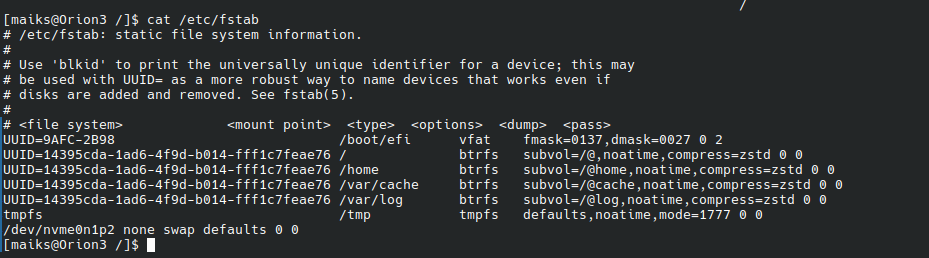 /
[maiks@Orion3 /]$ cat /etc/fstab
# /etc/fstab: static file system information.
#
# Use 'blkid' to print the universally unique identifier for a device; this may
# be used with UUID= as a more robust way to name devices that works even if
# disks are added and removed. See fstab(5).
#
# <file system>             <mount point>  <type>  <options>  <dump>  <pass>
UUID=9AFC-2B98                            /boot/efi      vfat    fmask=0137,dmask=0027 0 2
UUID=14395cda-1ad6-4f9d-b014-fff1c7feae76 /              btrfs   subvol=/@,noatime,compress=zstd 0 0
UUID=14395cda-1ad6-4f9d-b014-fff1c7feae76 /home          btrfs   subvol=/@home,noatime,compress=zstd 0 0
UUID=14395cda-1ad6-4f9d-b014-fff1c7feae76 /var/cache     btrfs   subvol=/@cache,noatime,compress=zstd 0 0
UUID=14395cda-1ad6-4f9d-b014-fff1c7feae76 /var/log       btrfs   subvol=/@log,noatime,compress=zstd 0 0
tmpfs                                     /tmp           tmpfs   defaults,noatime,mode=1777 0 0
/dev/nvme0n1p2 none swap defaults 0 0
[maiks@Orion3 /]$